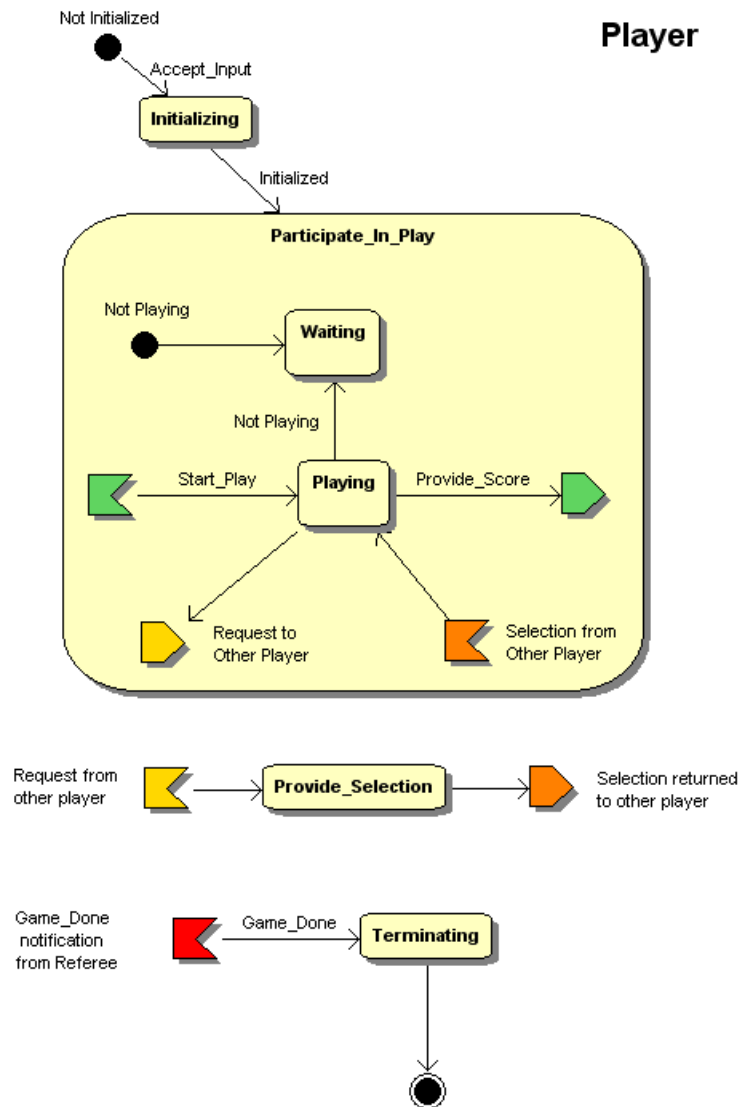 Player
Not Initialized
Accept_Input
Initializing
Initialized
Participate_In_Play
Not Playing
Waiting
Not Playing
Start_Play
Playing
Provide_Score
Request to
Other Player
Selection from
Other Player
Request from
other player
Provide_Selection
Selection returned
to other player
Game_Done
notification
from Referee
Game_Done
Terminating